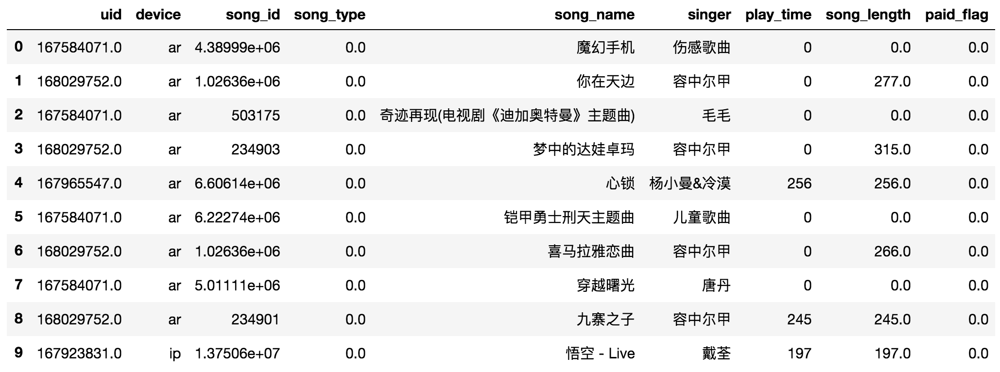 uid device song_id song_type song_name singer play_time song_length paid_flag
0 167584071.0 ar 4.38999e+06 0.0 魔幻手机 伤感歌曲 0 0.0 0.0
1 168029752.0 ar 1.02636e+06 0.0 你在天边 容中尔甲 0 277.0 0.0
2 167584071.0 ar 503175 0.0 奇迹再现(电视剧《迪加奥特曼》主题曲) 毛毛 0 0.0 0.0
3 168029752.0 ar 234903 0.0 梦中的达娃卓玛 容中尔甲 0 315.0 0.0
4 167965547.0 ar 6.60614e+06 0.0 心锁 杨小曼&冷漠 256 256.0 0.0
5 167584071.0 ar 6.22274e+06 0.0 铠甲勇士刑天主题曲 儿童歌曲 0 0.0 0.0
6 168029752.0 ar 1.02636e+06 0.0 喜马拉雅恋曲 容中尔甲 0 266.0 0.0
7 167584071.0 ar 5.01111e+06 0.0 穿越曙光 唐丹 0 0.0 0.0
8 168029752.0 ar 234901 0.0 九寨之子 容中尔甲 245 245.0 0.0
9 167923831.0 ip 1.37506e+07 0.0 悟空 - Live 戴荃 197 197.0 0.0